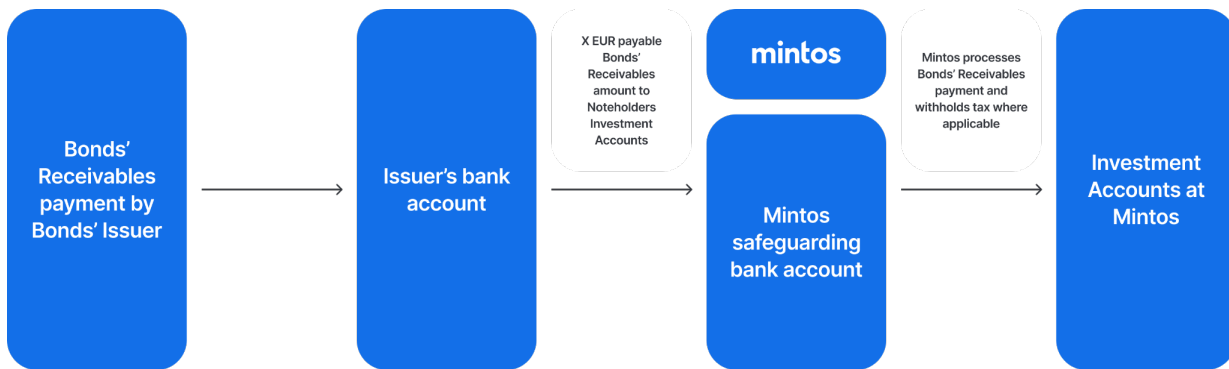 Bonds’
Receivables
payment by
Bonds’ Issuer
Issuer’s bank
account
X EUR payable
Bonds’
Receivables
amount to
Noteholders
Investment
Accounts
mintos
Mintos
safeguarding
bank account
Mintos processes
Bonds’ Receivables
payment and
withholds tax where
applicable
Investment
Accounts at
Mintos